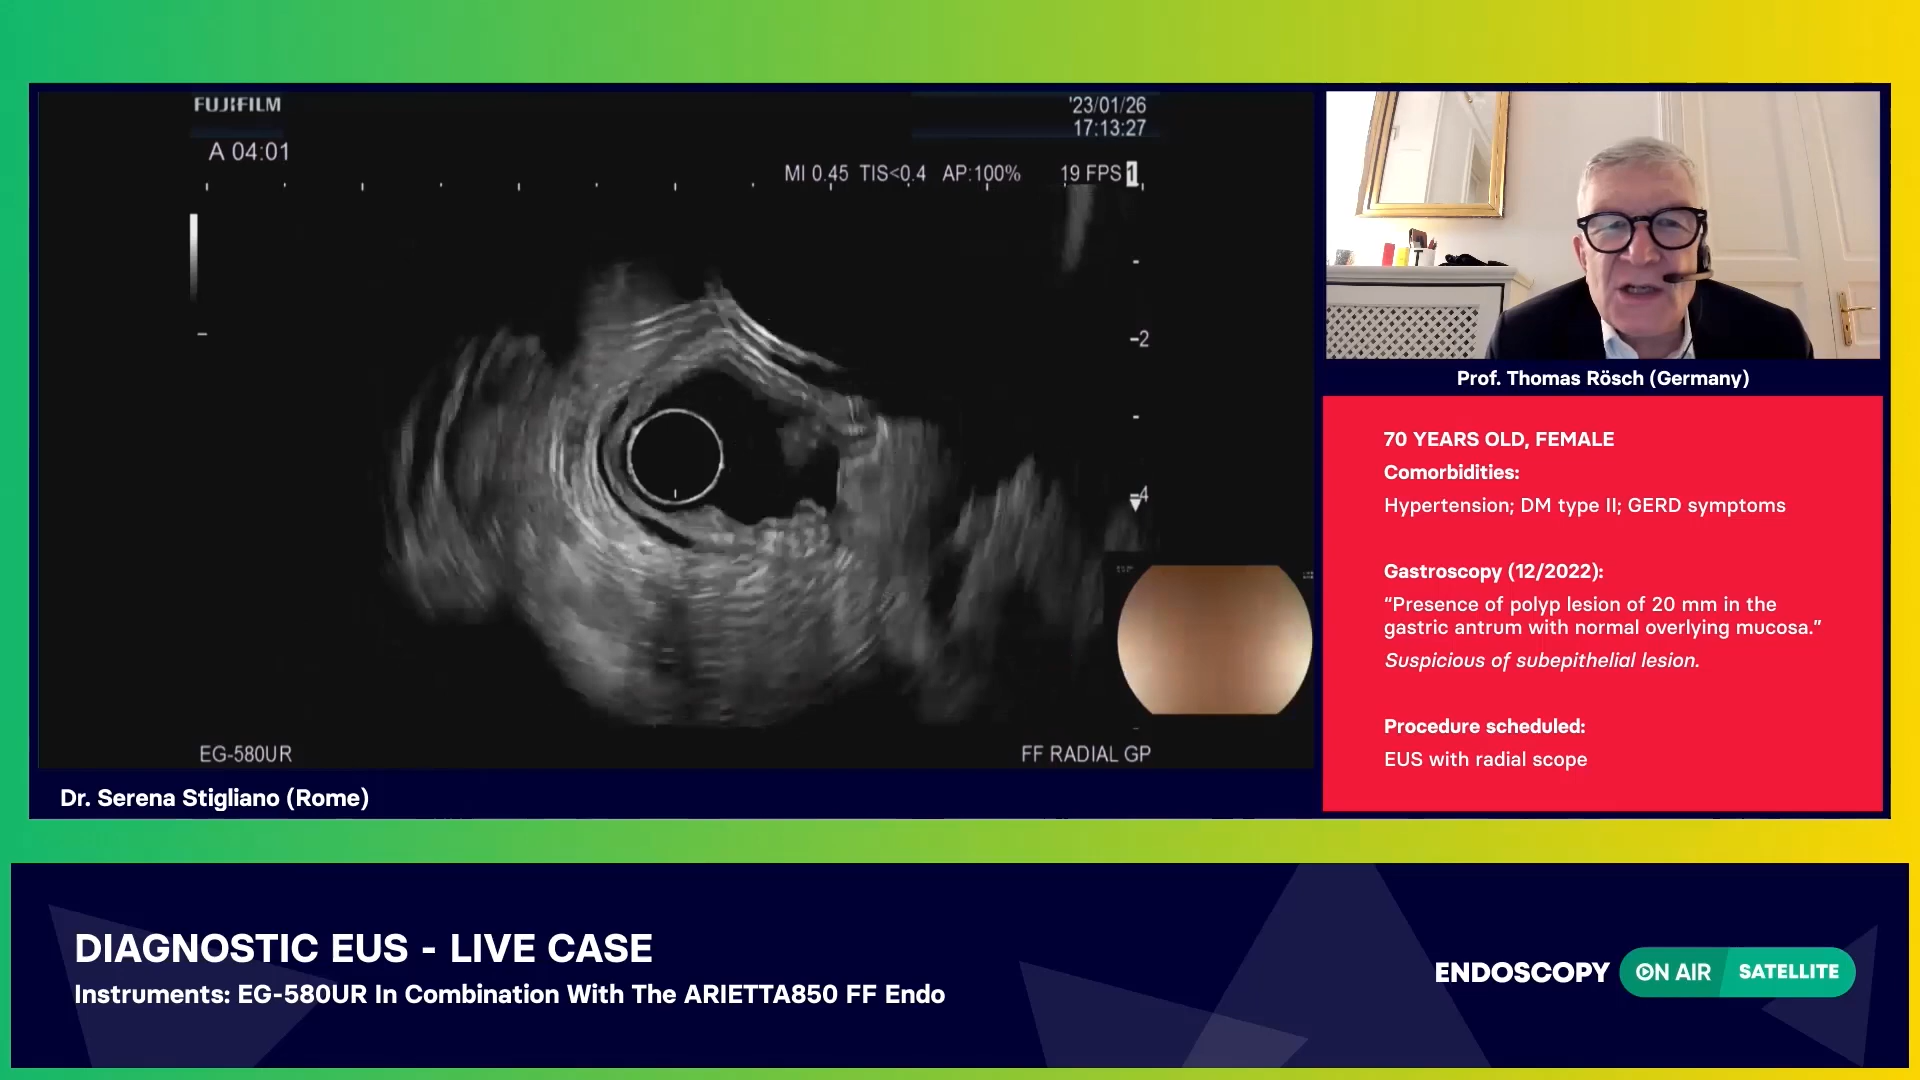 FUJIFILM
'23/01/26
17:13:27
A 04:01
MI 0.45 TIS<0.4 AP:100% 19 FPS 1
2
4
EG-580UR
FF RADIAL GP
Dr. Serena Stigliano (Rome)
Prof. Thomas Rösch (Germany)
70 YEARS OLD, FEMALE
Comorbidities:
Hypertension; DM type II; GERD symptoms
Gastroscopy (12/2022):
“Presence of polyp lesion of 20 mm in the
gastric antrum with normal overlying mucosa.”
Suspicious of subepithelial lesion.
Procedure scheduled:
EUS with radial scope
DIAGNOSTIC EUS - LIVE CASE
Instruments: EG-580UR In Combination With The ARIETTA850 FF Endo
ENDOSCOPY ON AIR SATELLITE